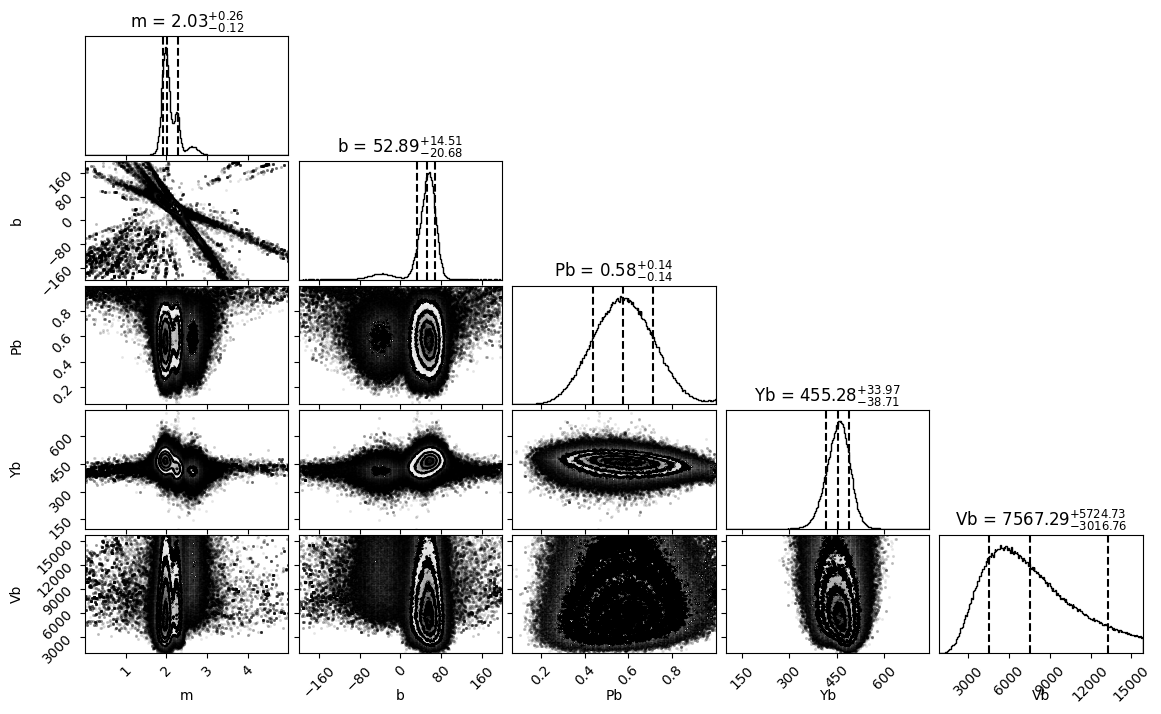 m = 2.03+0.26−0.12
160
80
0
−80
−160
b
b = 52.89+14.51−20.68
0.8
0.6
0.4
0.2
Pb
Pb = 0.58+0.14−0.14
600
450
300
150
Yb
Yb = 455.28+33.97−38.71
15000
12000
9000
6000
3000
Vb
Vb = 7567.29+5724.73−3016.76
1
2
3
4
m
−160
−80
0
80
160
b
0.2
0.4
0.6
0.8
Pb
150
300
450
600
Yb
3000
6000
9000
12000
15000
Vb